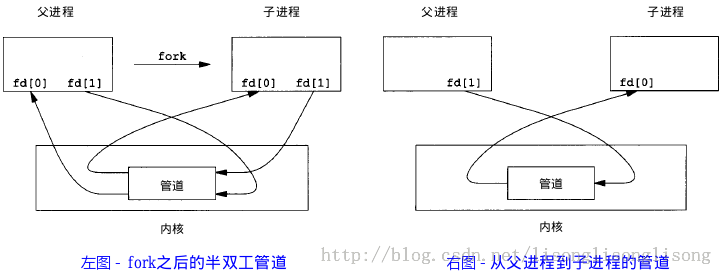 父进程
子进程
父进程
子进程
fork
fd[0] fd[1]
fd[0] fd[1]
fd[1]
fd[0]
管道
管道
内核
内核
左图 - fork之后的半双工管道
右图 - 从父进程到子进程的管道
http://blog.csdn.net/lisonglisonglisong